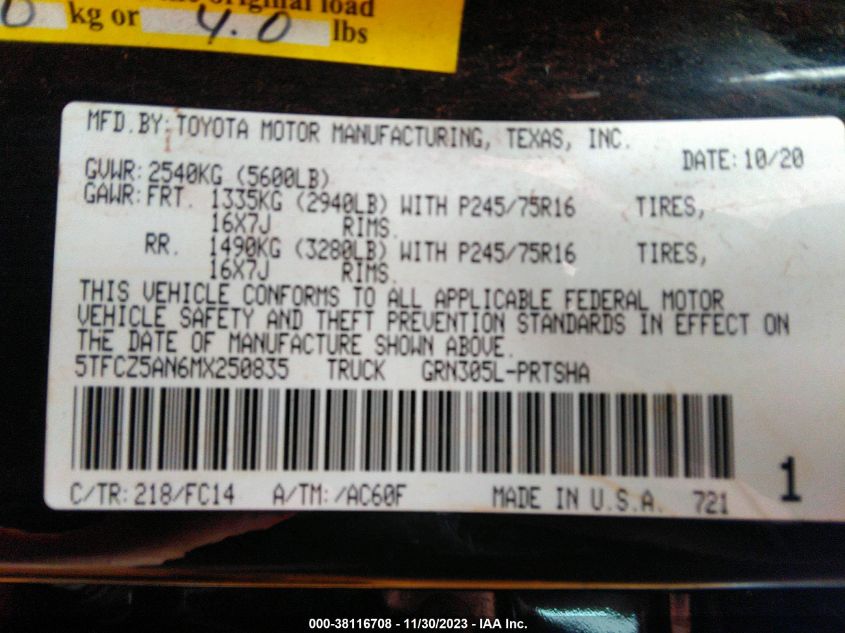 original load
kg or 4.0 lbs
MFD.BY: TOYOTA MOTOR MANUFACTURING, TEXAS, INC.
DATE: 10/20
GVWR: 2540KG (5600LB)
GAWR: FRT. 1335KG (2940LB) WITH P245/75R16 TIRES,
16X7J RIMS.
RR. 1490KG (3280LB) WITH P245/75R16 TIRES,
16X7J RIMS.
THIS VEHICLE CONFORMS TO ALL APPLICABLE FEDERAL MOTOR
VEHICLE SAFETY AND THEFT PREVENTION STANDARDS IN EFFECT ON
THE DATE OF MANUFACTURE SHOWN ABOVE.
5TFCZ5AN6MX250835 TRUCK GRN305L-PRTSHA
1
C/TR: 218/FC14 A/TM: /AC60F MADE IN U.S.A. 721
000-38116708 - 11/30/2023 - IAA Inc.